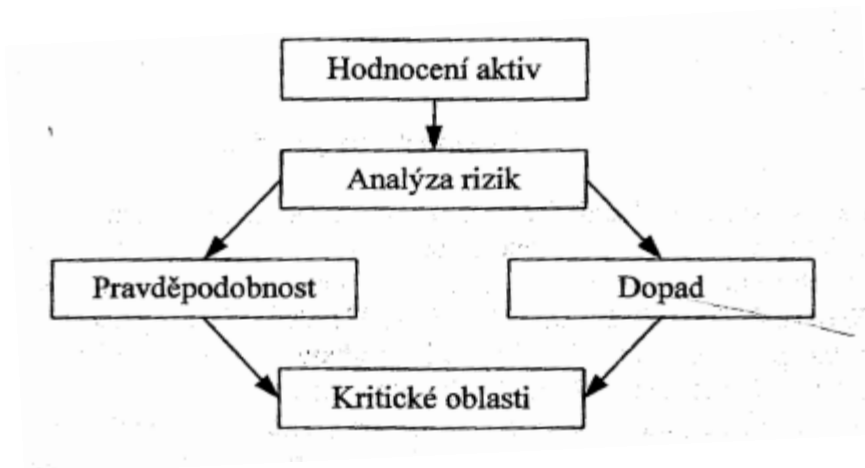 Hodnocení aktiv
Analýza rizik
Pravděpodobnost
Dopad
Kritické oblasti